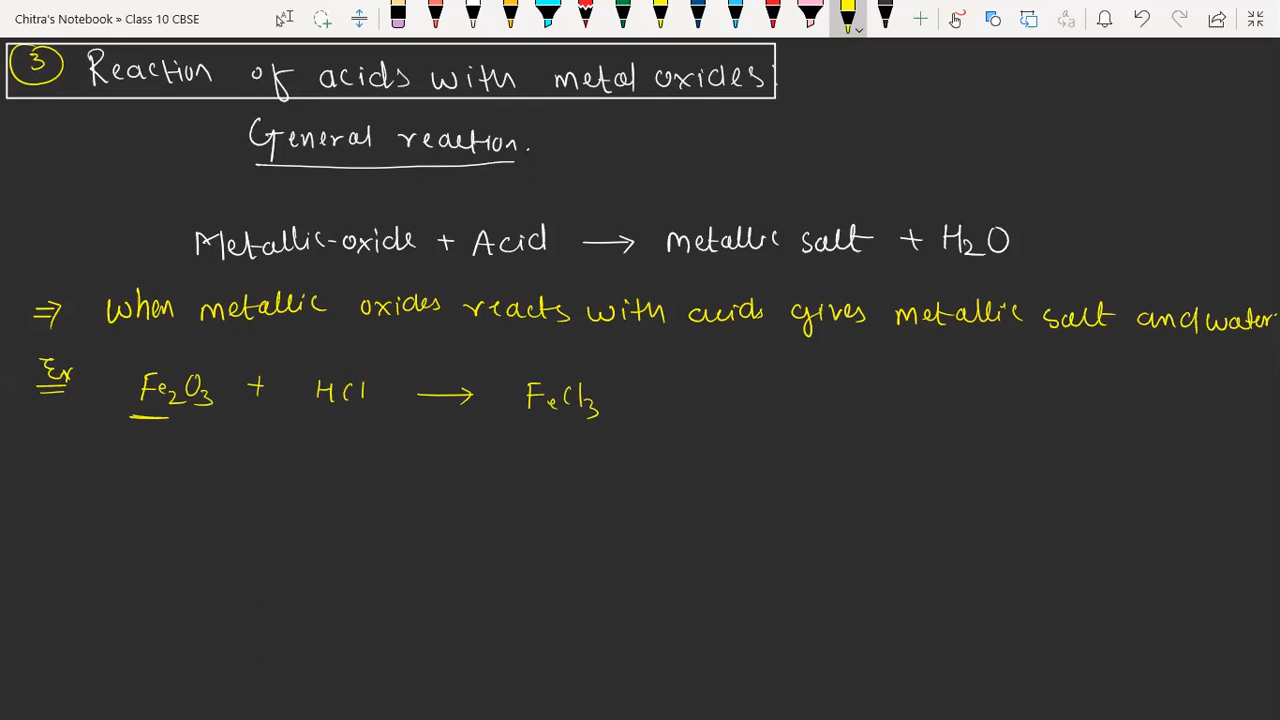 Chitra's Notebook » Class 10 CBSE
3 Reaction of acids with metal oxides:
General reaction.
Metallic-oxide + Acid → metallic salt + H₂O
⇒ When metallic oxides reacts with acids gives metallic salt and water.
Ex Fe₂O₃ + HCl → FeCl₃